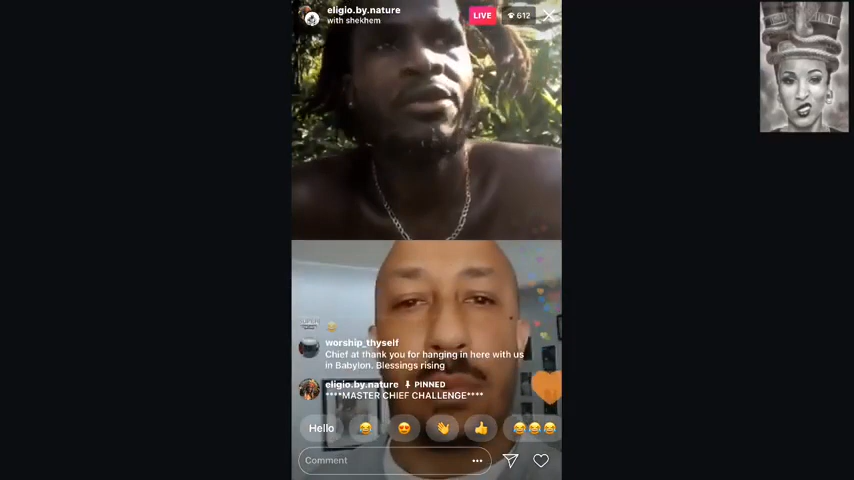 eligio.by.nature
with shekhem
LIVE
612
worship_thyself
Chief at thank you for hanging in here with us
in Babylon. Blessings rising
eligio.by.nature PINNED
****MASTER CHIEF CHALLENGE****
Hello
Comment